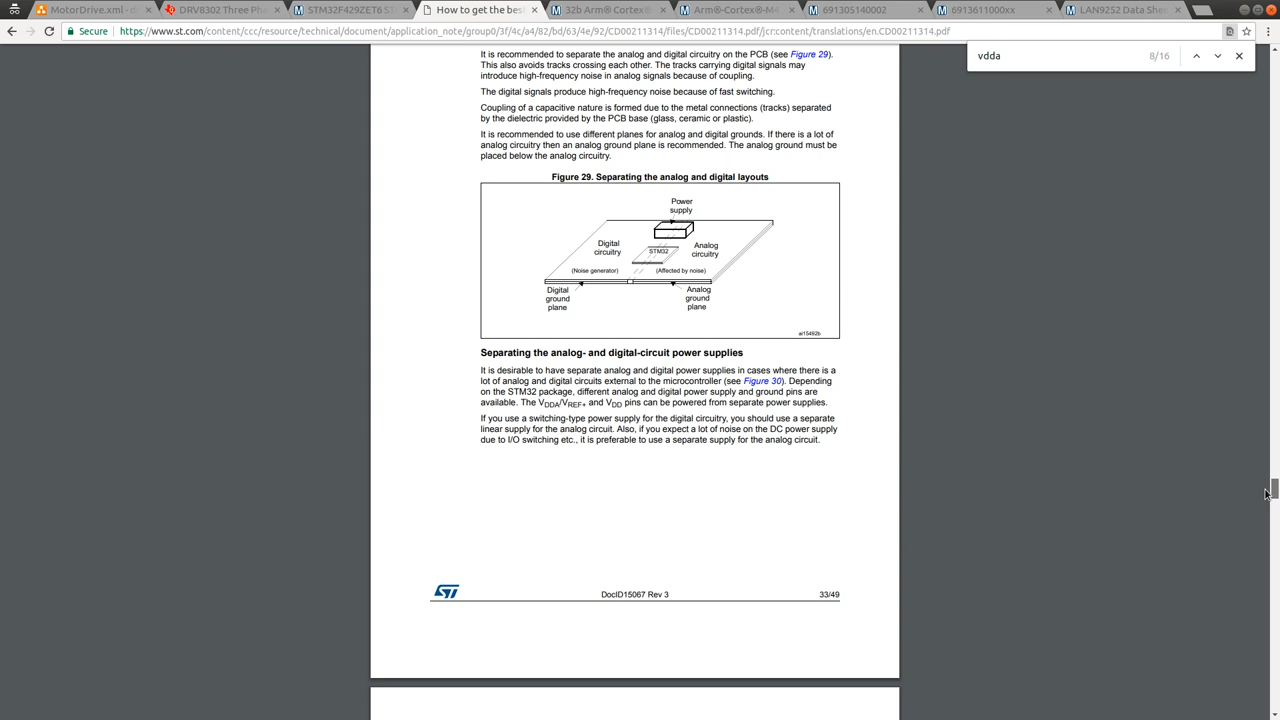 MotorDrive.xml - d
DRV8302 Three Pha
STM32F429ZET6 ST
How to get the bes
32b Arm® Cortex®
Arm®-Cortex®-M4
691305140002
6913611000xx
LAN9252 Data She
Secure
https://www.st.com/content/ccc/resource/technical/document/application_note/group0/3f/4c/a4/82/bd/63/4e/92/CD00211314/files/CD00211314.pdf/jcr:content/translations/en.CD00211314.pdf
vdda 8/16
It is recommended to separate the analog and digital circuitry on the PCB (see Figure 29).
This also avoids tracks crossing each other. The tracks carrying digital signals may
introduce high-frequency noise in analog signals because of coupling.
The digital signals produce high-frequency noise because of fast switching.
Coupling of a capacitive nature is formed due to the metal connections (tracks) separated
by the dielectric provided by the PCB base (glass, ceramic or plastic).
It is recommended to use different planes for analog and digital grounds. If there is a lot of
analog circuitry then an analog ground plane is recommended. The analog ground must be
placed below the analog circuitry.
Figure 29. Separating the analog and digital layouts
Power
supply
Digital
circuitry
STM32
Analog
circuitry
(Noise generator)
(Affected by noise)
Digital
ground
plane
Analog
ground
plane
ai15492b
Separating the analog- and digital-circuit power supplies
It is desirable to have separate analog and digital power supplies in cases where there is a
lot of analog and digital circuits external to the microcontroller (see Figure 30). Depending
on the STM32 package, different analog and digital power supply and ground pins are
available. The VDDA/VREF+ and VDD pins can be powered from separate power supplies.
If you use a switching-type power supply for the digital circuitry, you should use a separate
linear supply for the analog circuit. Also, if you expect a lot of noise on the DC power supply
due to I/O switching etc., it is preferable to use a separate supply for the analog circuit.
ST
DocID15067 Rev 3
33/49